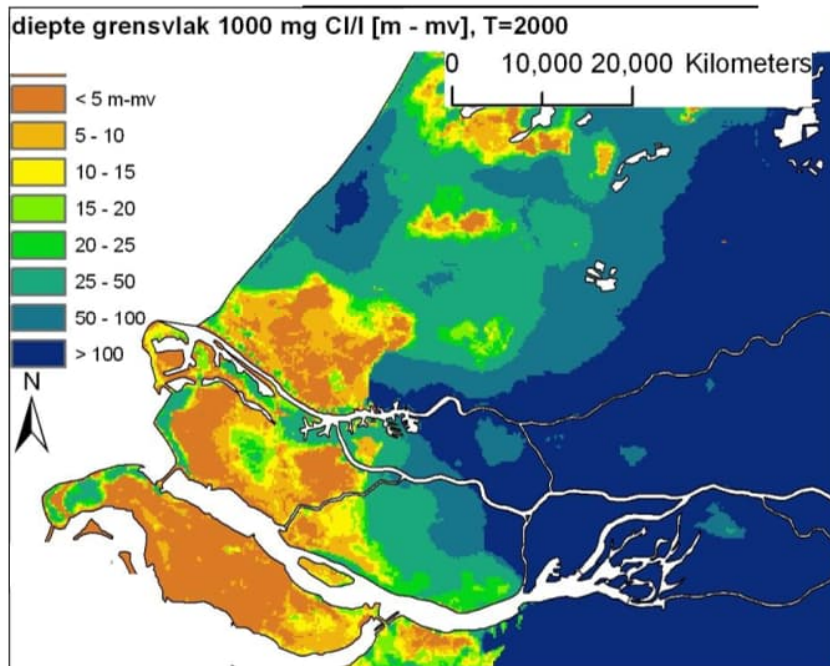 diepte grensvlak 1000 mg Cl/l [m - mv], T=2000
0 10,000 20,000 Kilometers
< 5 m-mv
5 - 10
10 - 15
15 - 20
20 - 25
25 - 50
50 - 100
> 100
N